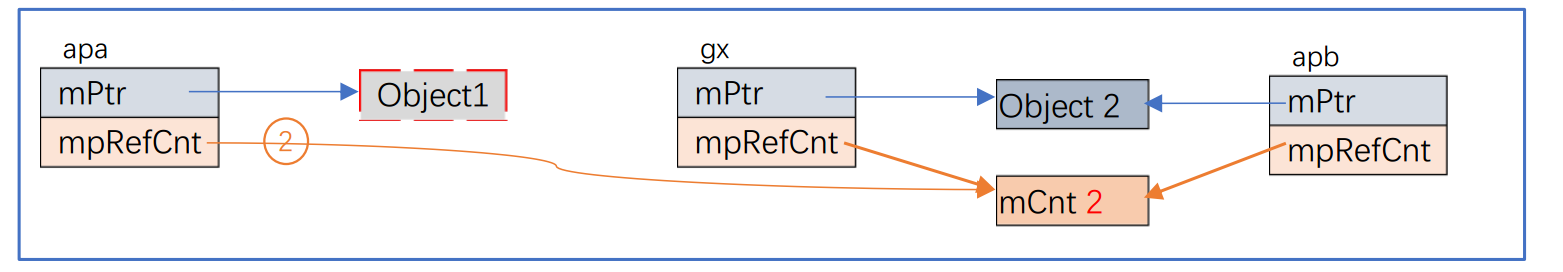 apa
mPtr
mpRefCnt
Object1
2
gx
mPtr
mpRefCnt
Object 2
mCnt 2
apb
mPtr
mpRefCnt